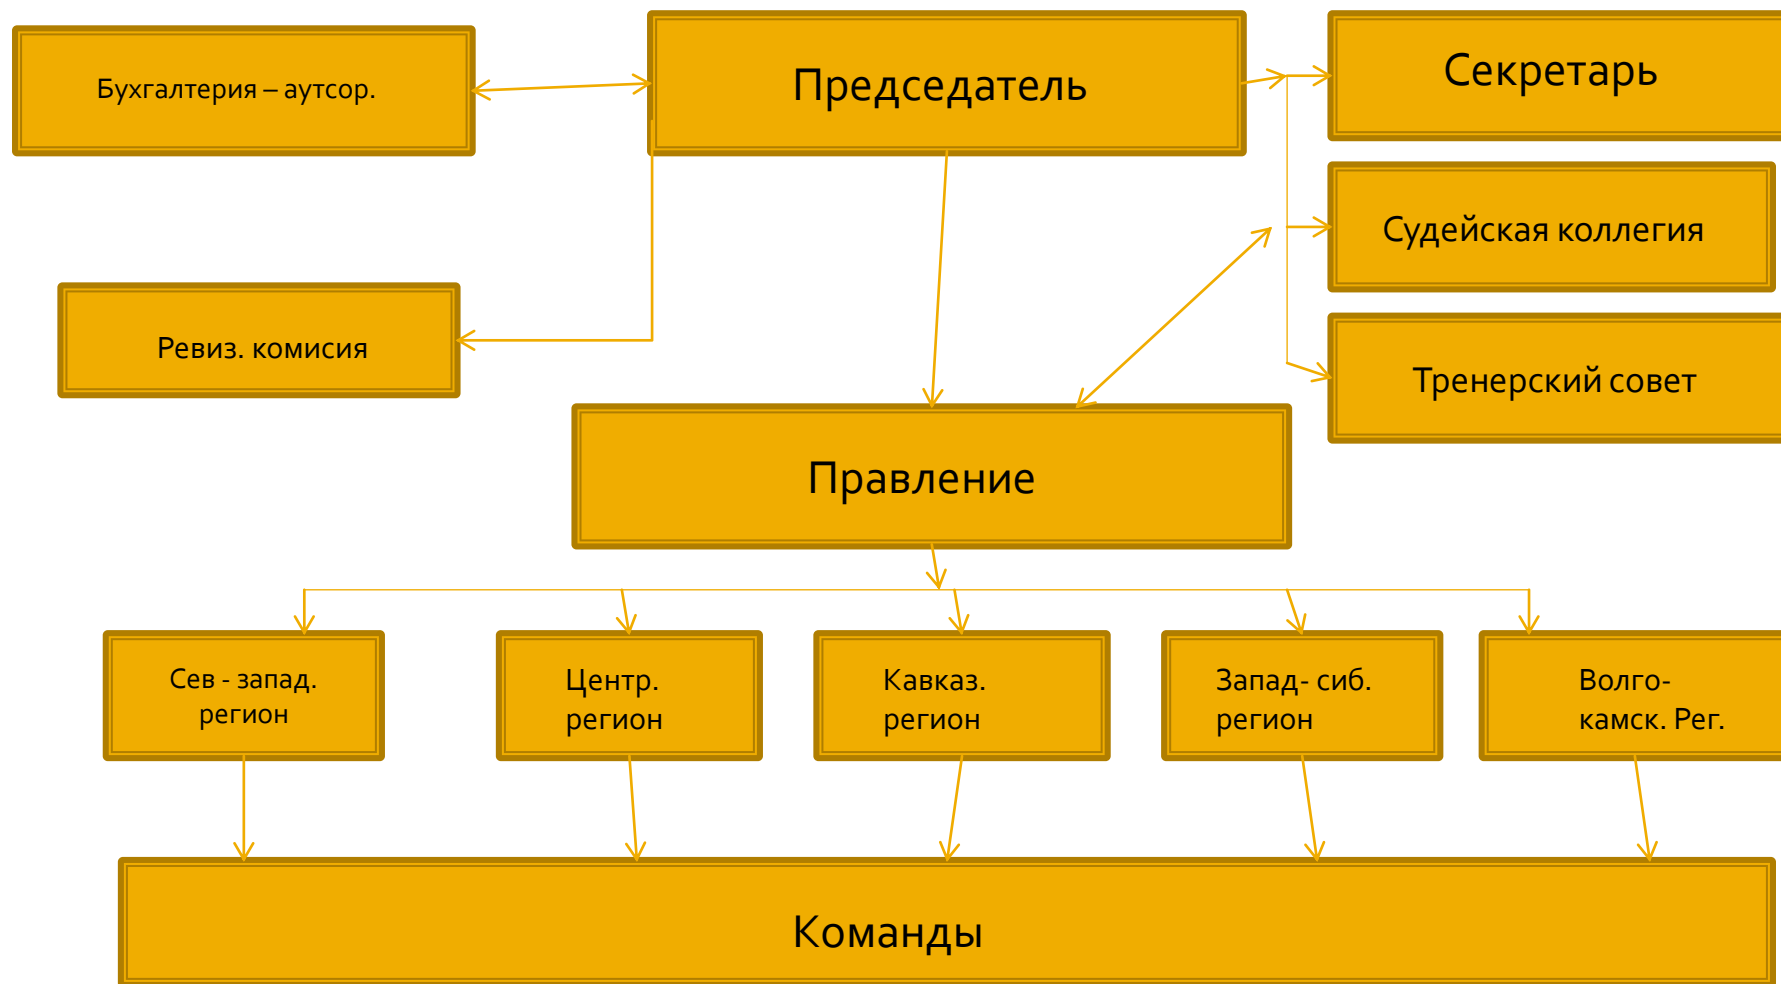 Бухгалтерия – аутсор.
Председатель
Секретарь
Судейская коллегия
Ревиз. комисия
Тренерский совет
Правление
Сев - запад.
регион
Центр.
регион
Кавказ.
регион
Запад- сиб.
регион
Волго-
камск. Рег.
Команды